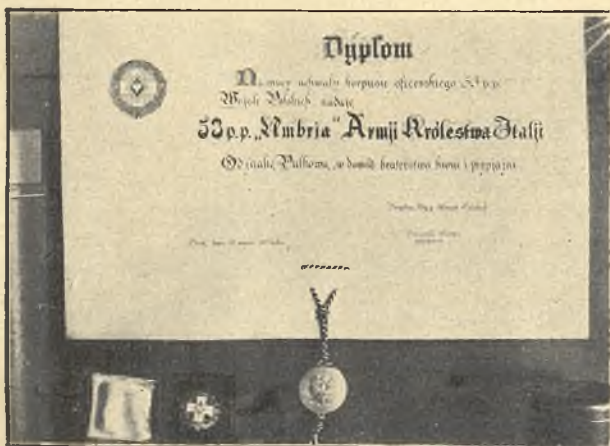 Dyplom
Na mocy uchwały korpusu oficerskiego 53 p.p.
Wojsk Polskich nadaje
53 p.p. „Umbria” Armji Królestwa Italji
Odznakę Pułkową, w dowód braterstwa broni i przyjaźni